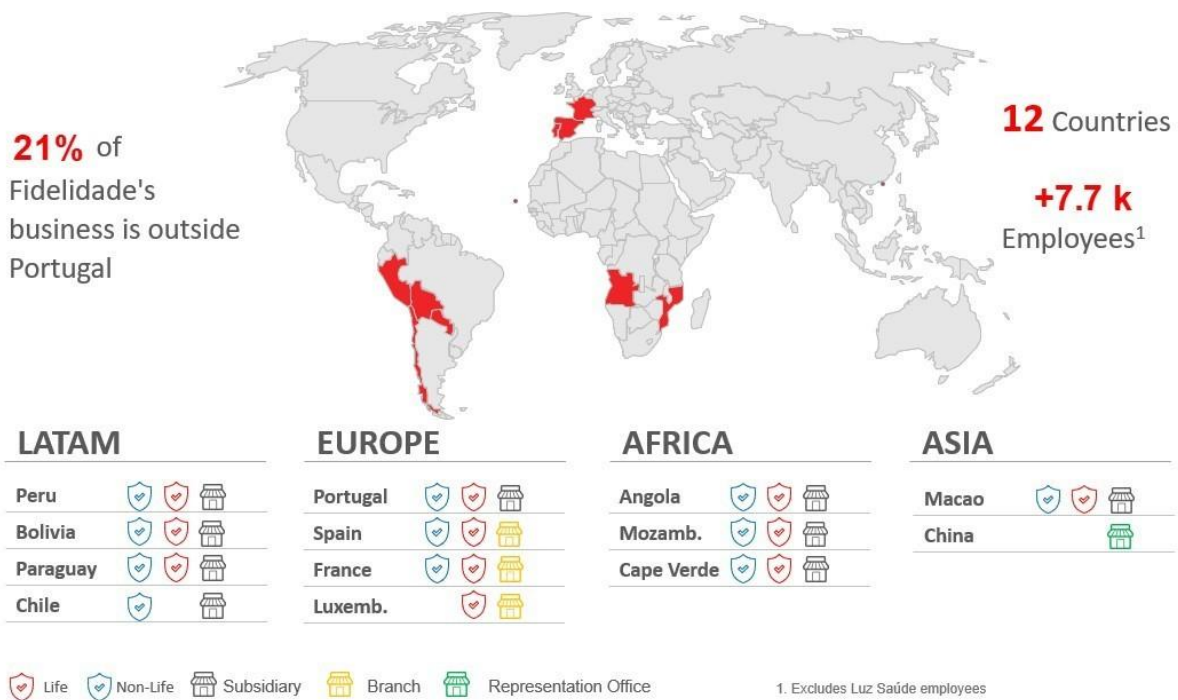 21% of
Fidelidade's
business is outside
Portugal
12 Countries
+7.7 k
Employees1
LATAM
Peru
Bolivia
Paraguay
Chile
EUROPE
Portugal
Spain
France
Luxemb.
AFRICA
Angola
Mozamb.
Cape Verde
ASIA
Macao
China
Life Non-Life Subsidiary Branch Representation Office
1. Excludes Luz Saúde employees